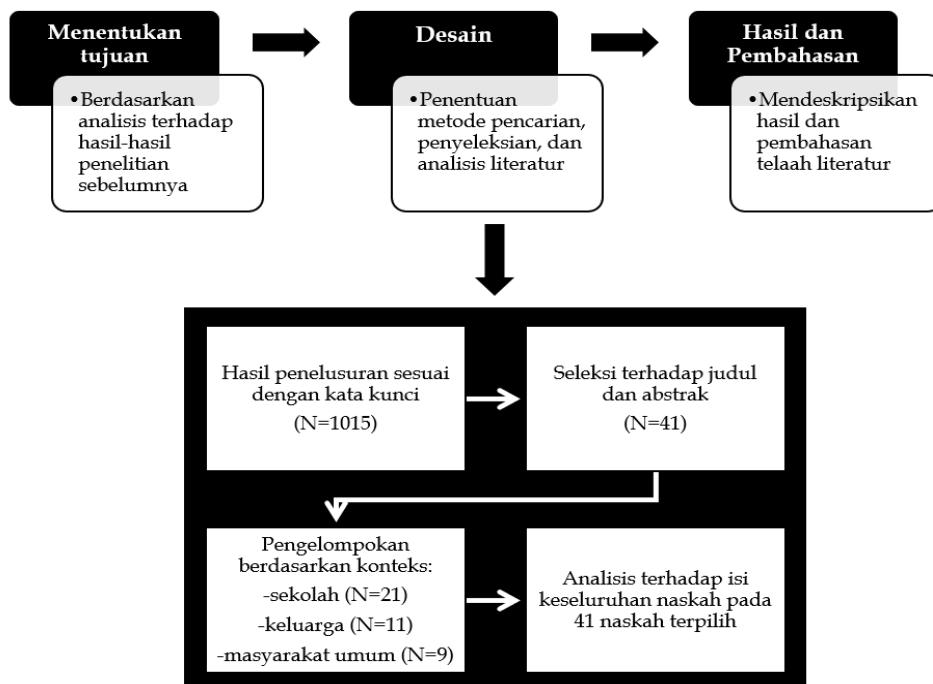 Menentukan
tujuan
•Berdasarkan
analisis terhadap
hasil-hasil
penelitian
sebelumnya
Desain
•Penentuan
metode pencarian,
penyeleksian, dan
analisis literatur
Hasil dan
Pembahasan
•Mendeskripsikan
hasil dan
pembahasan
telaah literatur
Hasil penelusuran sesuai
dengan kata kunci
(N=1015)
Seleksi terhadap judul
dan abstrak
(N=41)
Pengelompokan
berdasarkan konteks:
-sekolah (N=21)
-keluarga (N=11)
-masyarakat umum (N=9)
Analisis terhadap isi
keseluruhan naskah pada
41 naskah terpilih